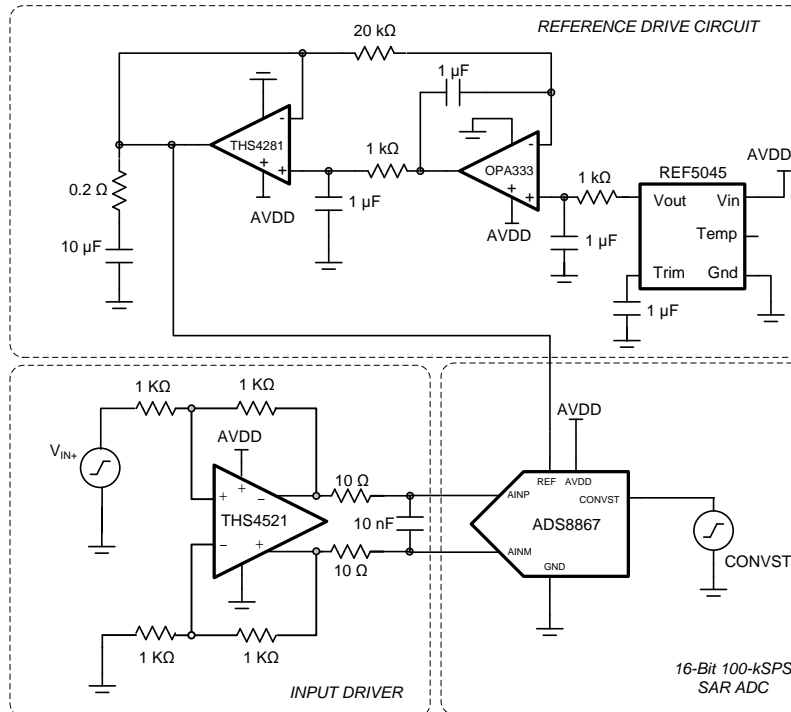 REFERENCE DRIVE CIRCUIT
20 kΩ
1 µF
THS4281
-
+
+
AVDD
1 kΩ
1 µF
OPA333
-
+
+
AVDD
1 kΩ
1 µF
REF5045
Vout
Vin
Temp
Trim
Gnd
AVDD
1 µF
0.2 Ω
10 µF
1 KΩ
1 KΩ
VIN+
AVDD
+
+
−
THS4521
−
+
10 Ω
10 nF
10 Ω
1 KΩ
1 KΩ
INPUT DRIVER
AVDD
REF
AVDD
AINP
CONVST
ADS8867
AINM
GND
CONVST
16-Bit 100-kSPS
SAR ADC